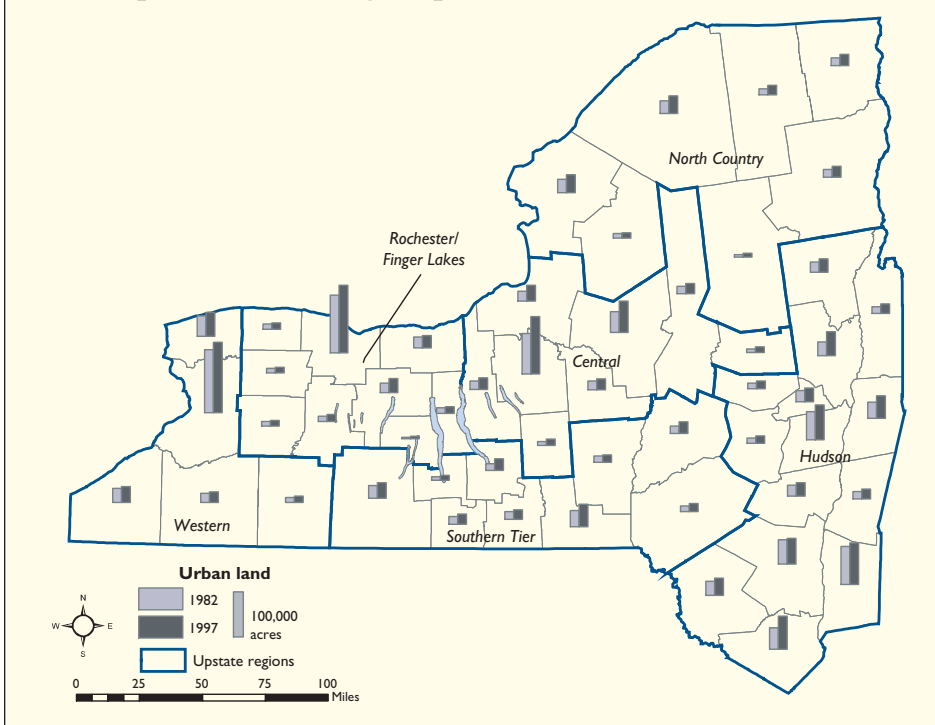 North Country
Rochester/
Finger Lakes
Central
Hudson
Western
Southern Tier
Urban land
1982
1997
100,000
acres
Upstate regions
N
W
E
S
0 25 50 75 100
Miles